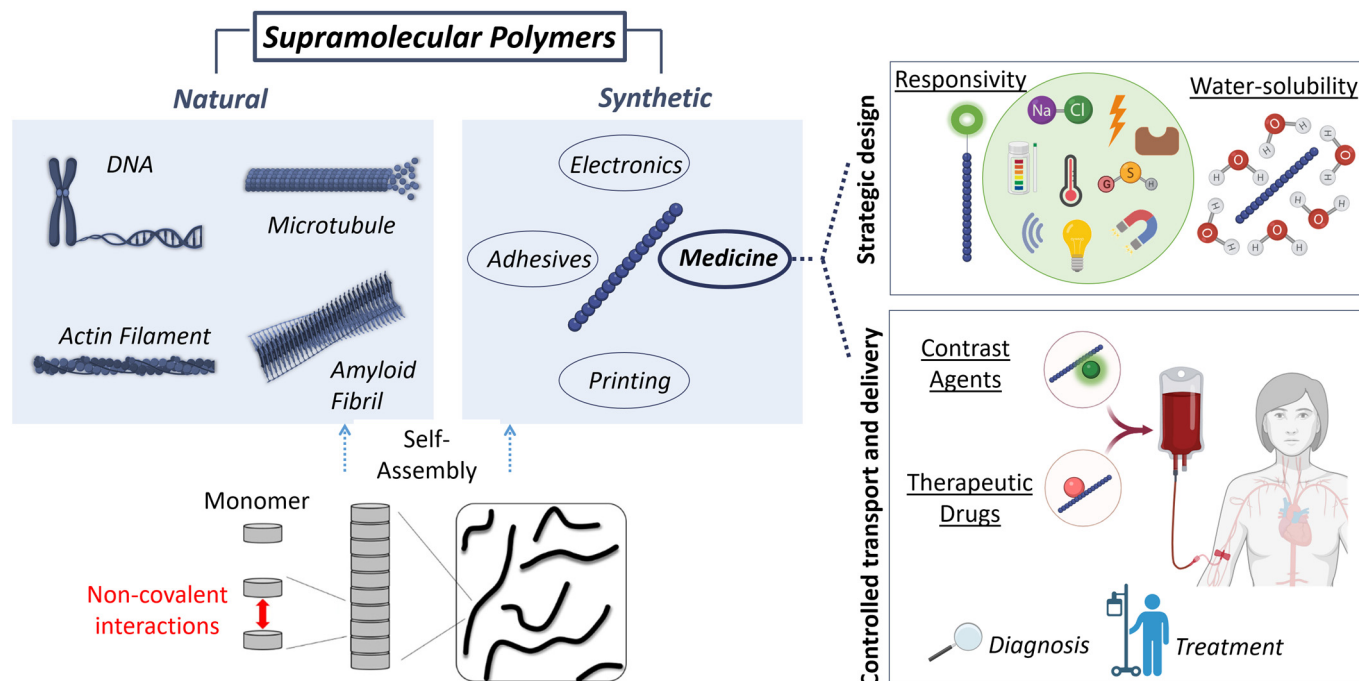 Supramolecular Polymers
Natural
Synthetic
DNA
Microtubule
Actin Filament
Amyloid
Fibril
Electronics
Adhesives
Medicine
Printing
Self-
Assembly
Monomer
Non-covalent
interactions
Strategic design
Responsivity
Na
Cl
G
S
H
Water-solubility
O
H
H
O
H
H
O
H
H
O
H
H
O
H
H
O
H
H
Controlled transport and delivery
Contrast
Agents
Therapeutic
Drugs
Diagnosis
Treatment